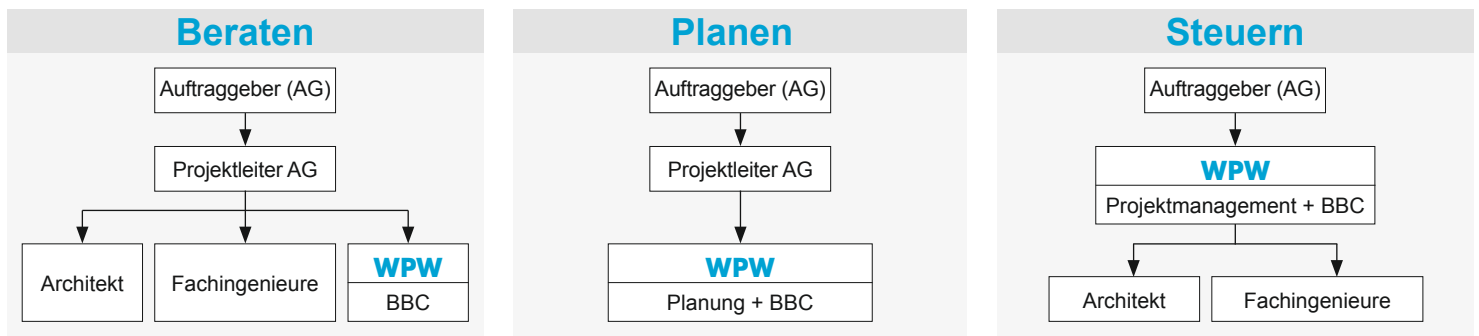 Beraten
Auftraggeber (AG)
Projektleiter AG
Architekt
Fachingenieure
WPW
BBC
Planen
Auftraggeber (AG)
Projektleiter AG
WPW
Planung + BBC
Steuern
Auftraggeber (AG)
WPW
Projektmanagement + BBC
Architekt
Fachingenieure